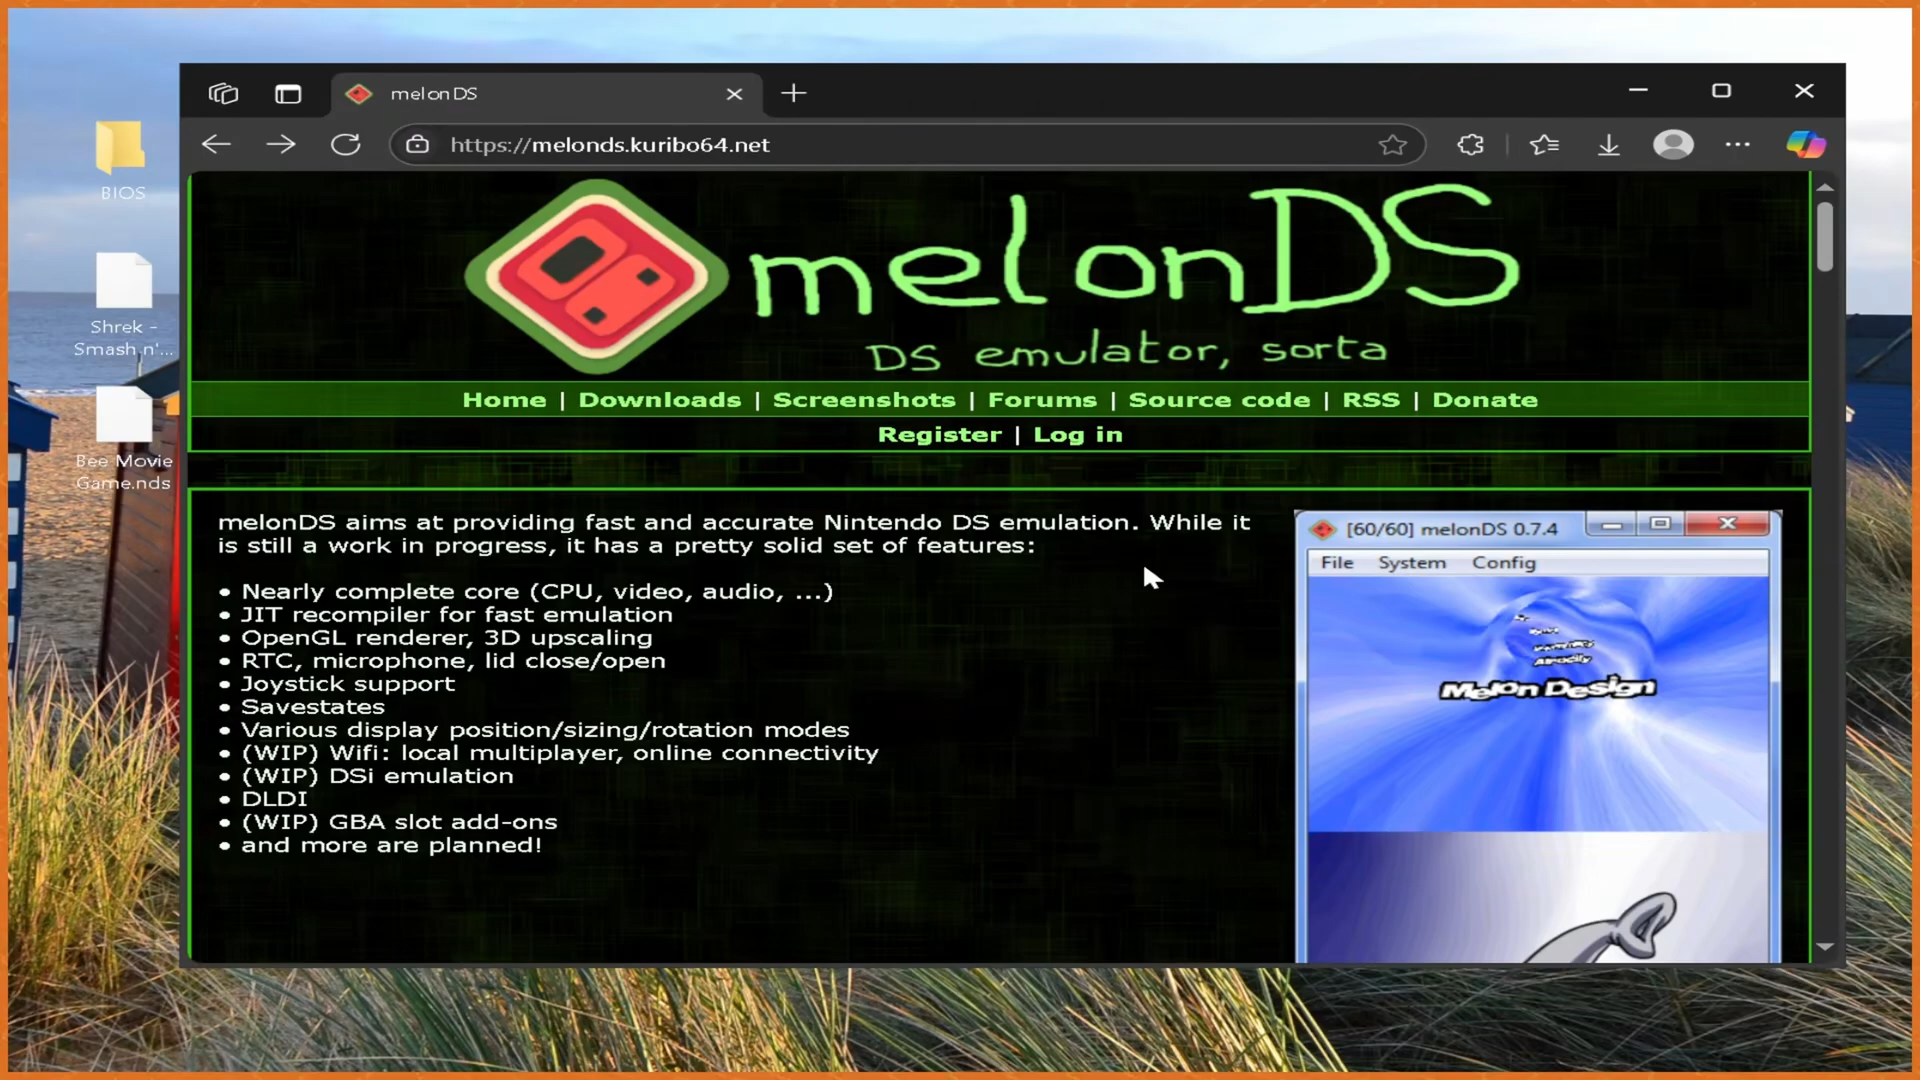 melonDS
https://melonds.kuribo64.net
BIOS
Shrek -
Smash n'...
Bee Movie
Game.nds
melonDS
DS emulator, sorta
Home | Downloads | Screenshots | Forums | Source code | RSS | Donate
Register | Log in
melonDS aims at providing fast and accurate Nintendo DS emulation. While it
is still a work in progress, it has a pretty solid set of features:
• Nearly complete core (CPU, video, audio, ...)
• JIT recompiler for fast emulation
• OpenGL renderer, 3D upscaling
• RTC, microphone, lid close/open
• Joystick support
• Savestates
• Various display position/sizing/rotation modes
• (WIP) Wifi: local multiplayer, online connectivity
• (WIP) DSi emulation
• DLDI
• (WIP) GBA slot add-ons
• and more are planned!
[60/60] melonDS 0.7.4
File System Config
Melon Design